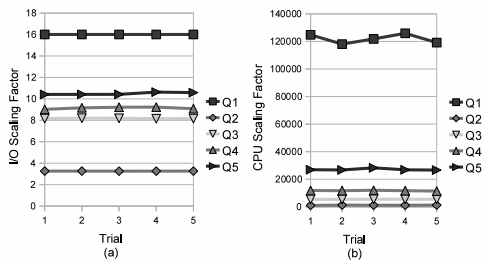 I/O Scaling Factor
18
16
14
12
10
8
6
4
2
0
1 2 3 4 5
Trial
(a)
Q1
Q2
Q3
Q4
Q5
CPU Scaling Factor
140000
120000
100000
80000
60000
40000
20000
0
1 2 3 4 5
Trial
(b)
Q1
Q2
Q3
Q4
Q5